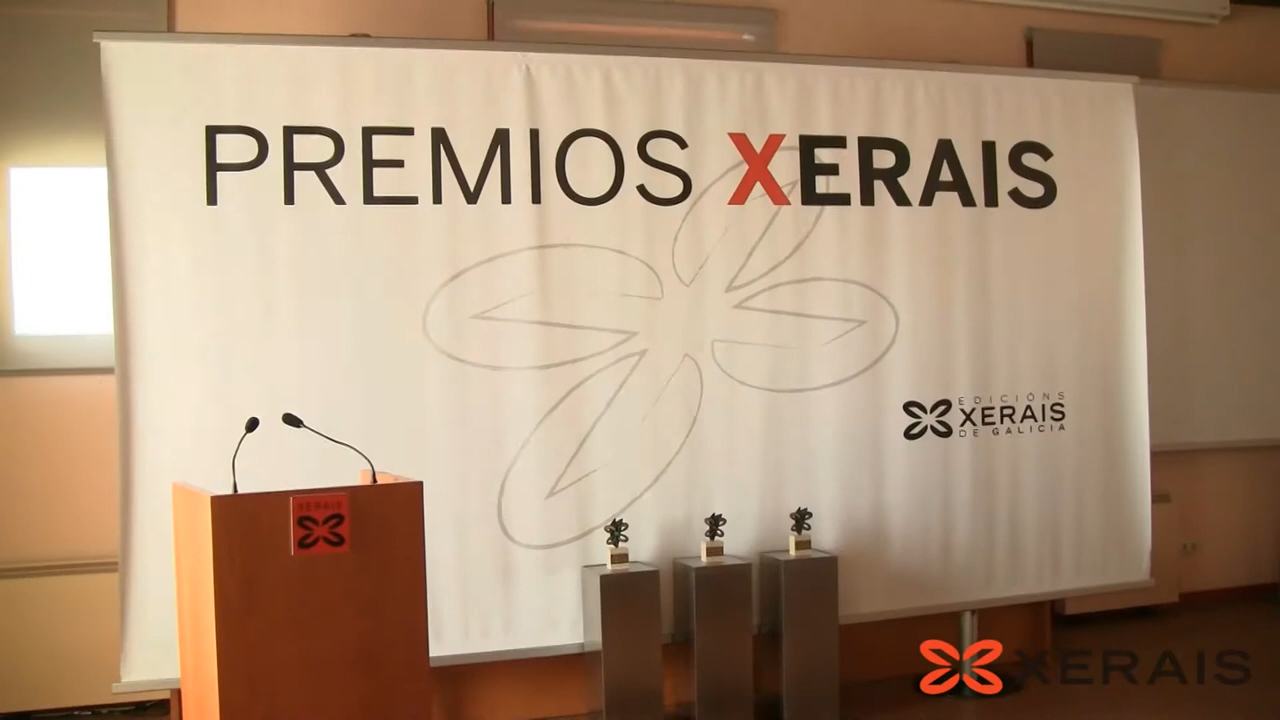 PREMIOS XERAIS
EDICIÓNS
XERAIS
DE GALICIA
XERAIS
XERAIS